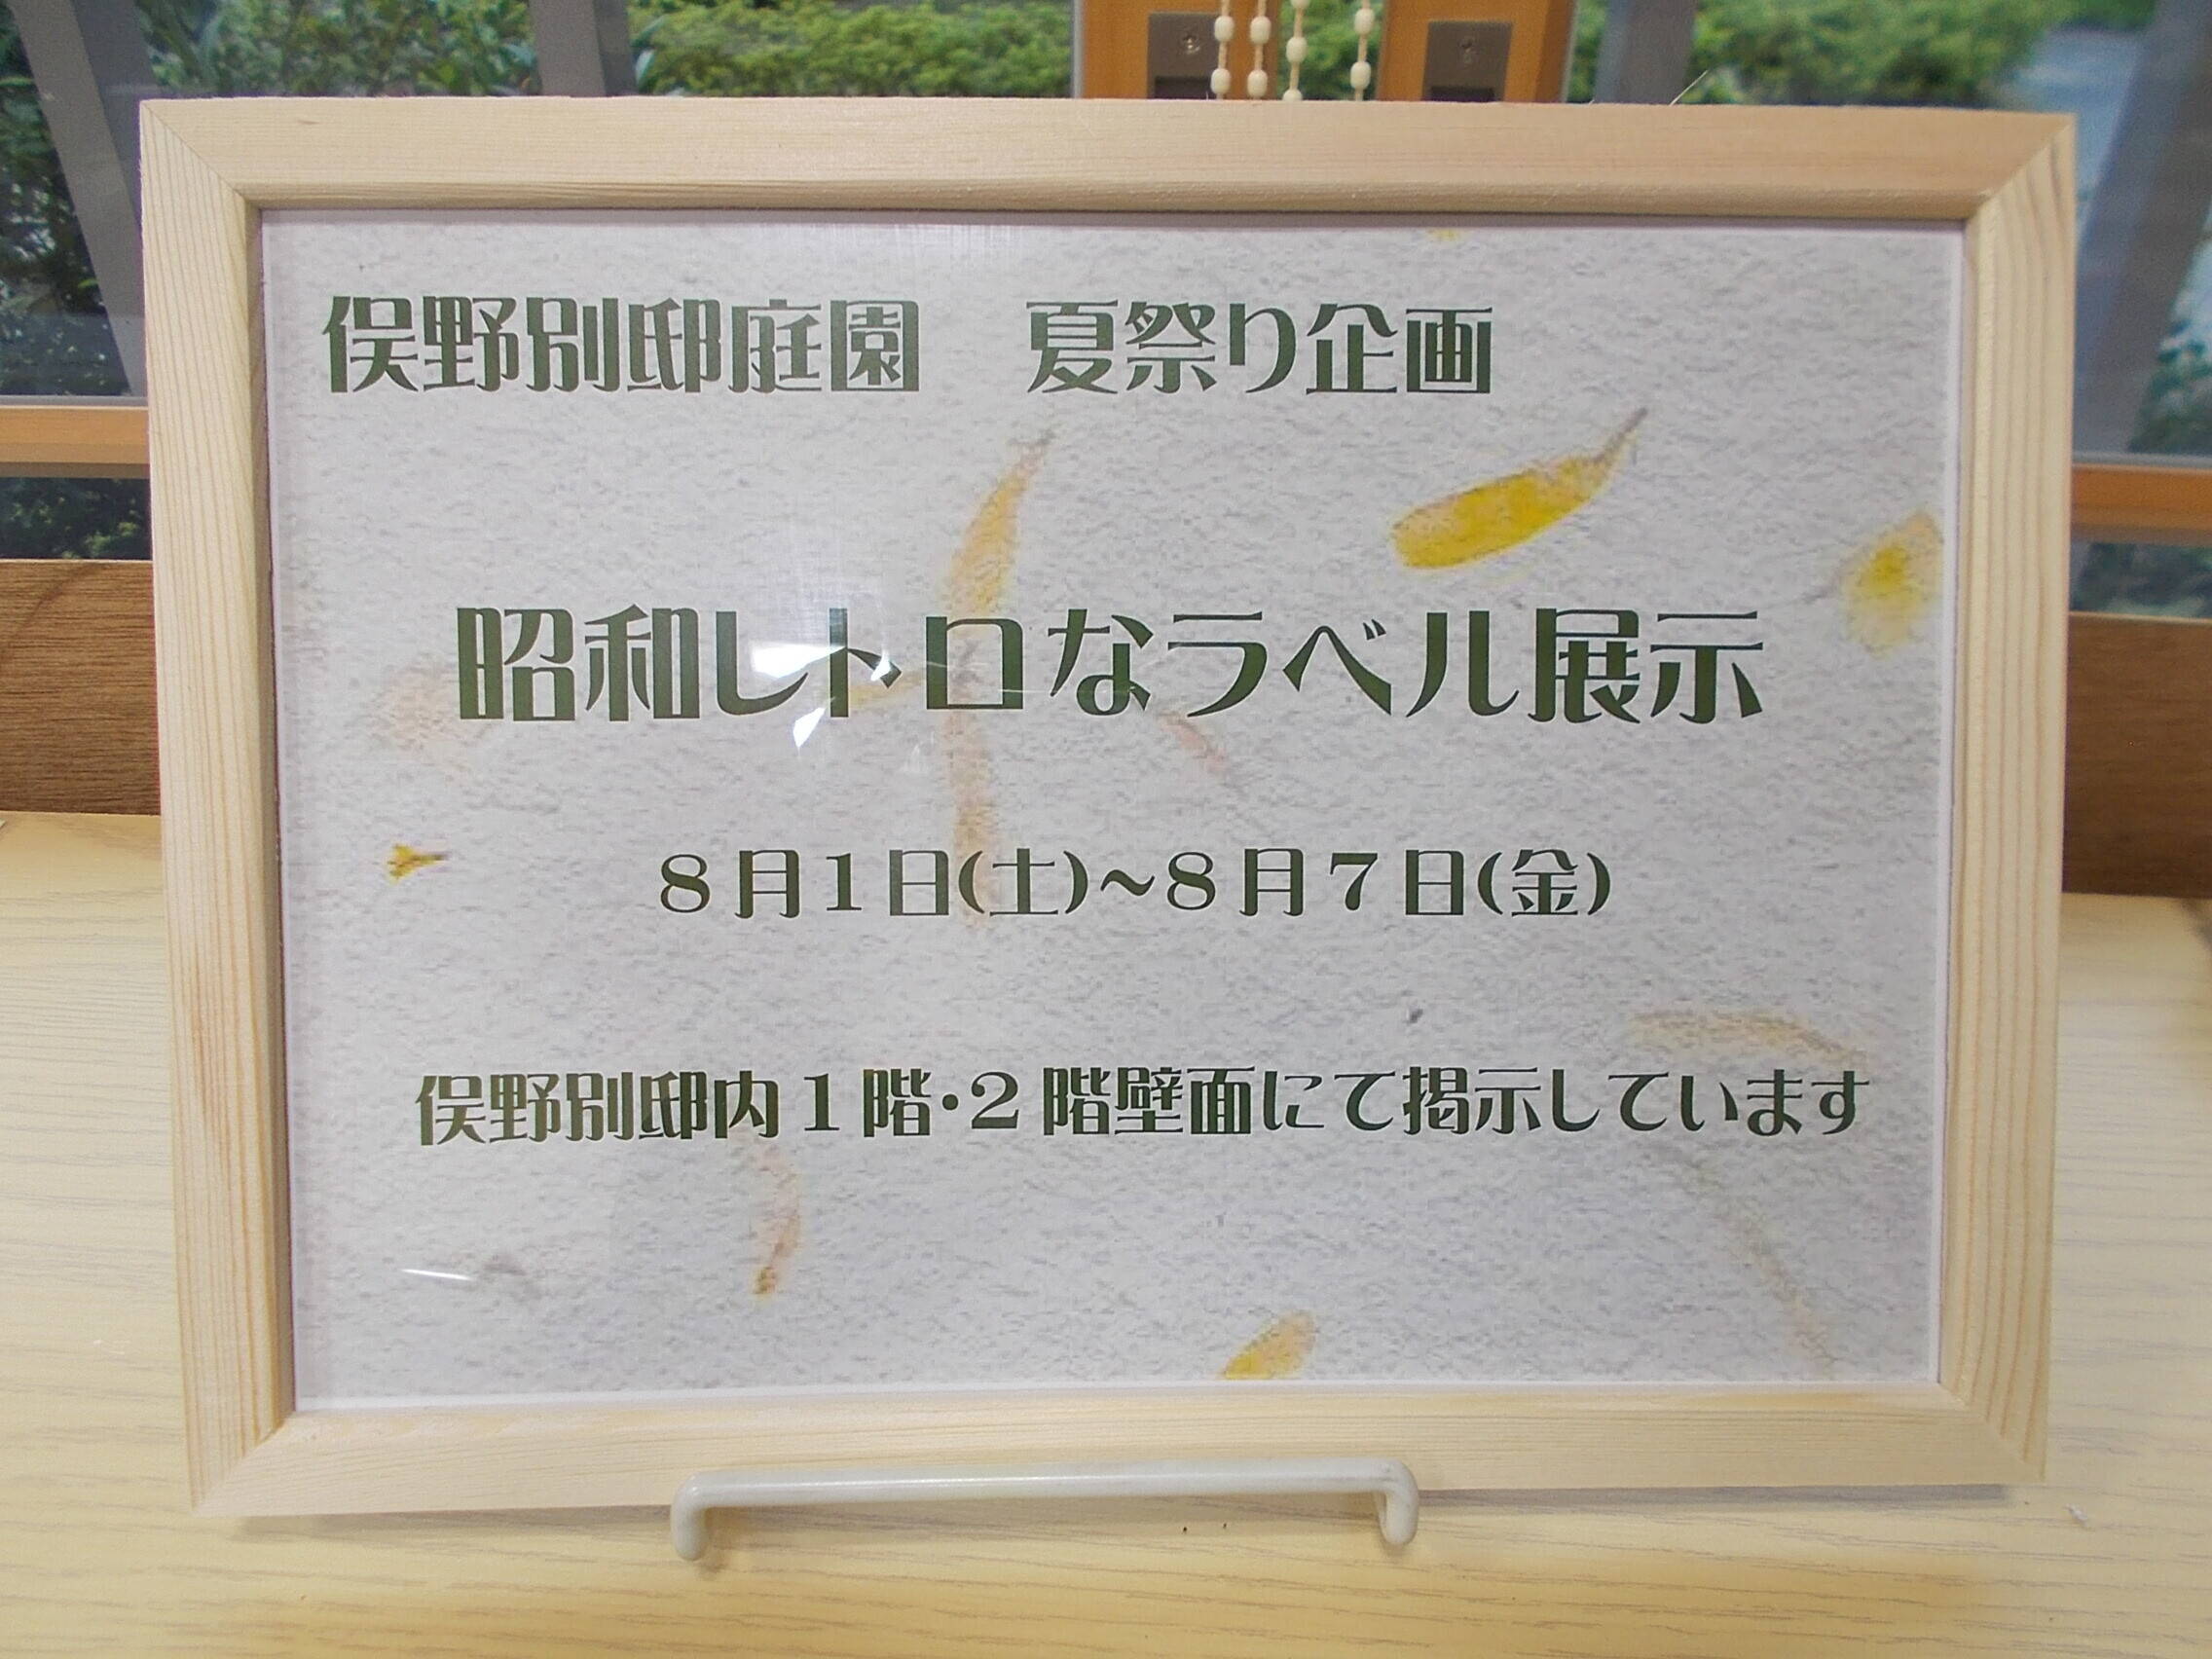 俣野別邸庭園　夏祭り企画
昭和レトロなラベル展示
８月１日(土)~８月７日(金)
俣野別邸内１階・２階壁面にて掲示しています